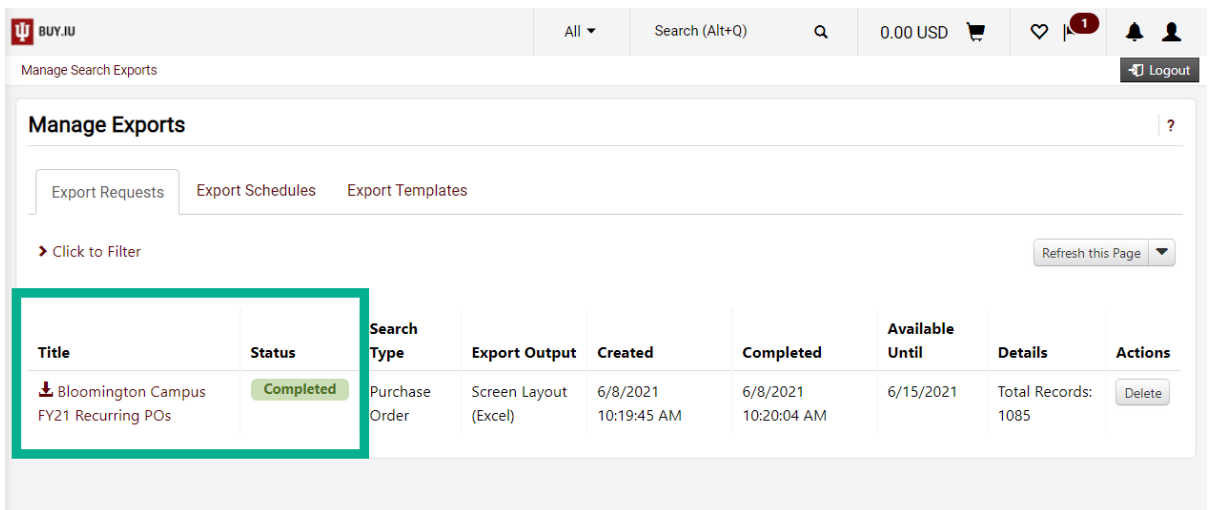 BUY.IU
All
Search (Alt+Q)
0.00 USD
1
Manage Search Exports
Logout
Manage Exports
?
Export Requests
Export Schedules
Export Templates
Click to Filter
Refresh this Page
Title
Status
Search
Type
Export Output
Created
Completed
Available
Until
Details
Actions
Bloomington Campus
FY21 Recurring POs
Completed
Purchase
Order
Screen Layout
(Excel)
6/8/2021
10:19:45 AM
6/8/2021
10:20:04 AM
6/15/2021
Total Records:
1085
Delete